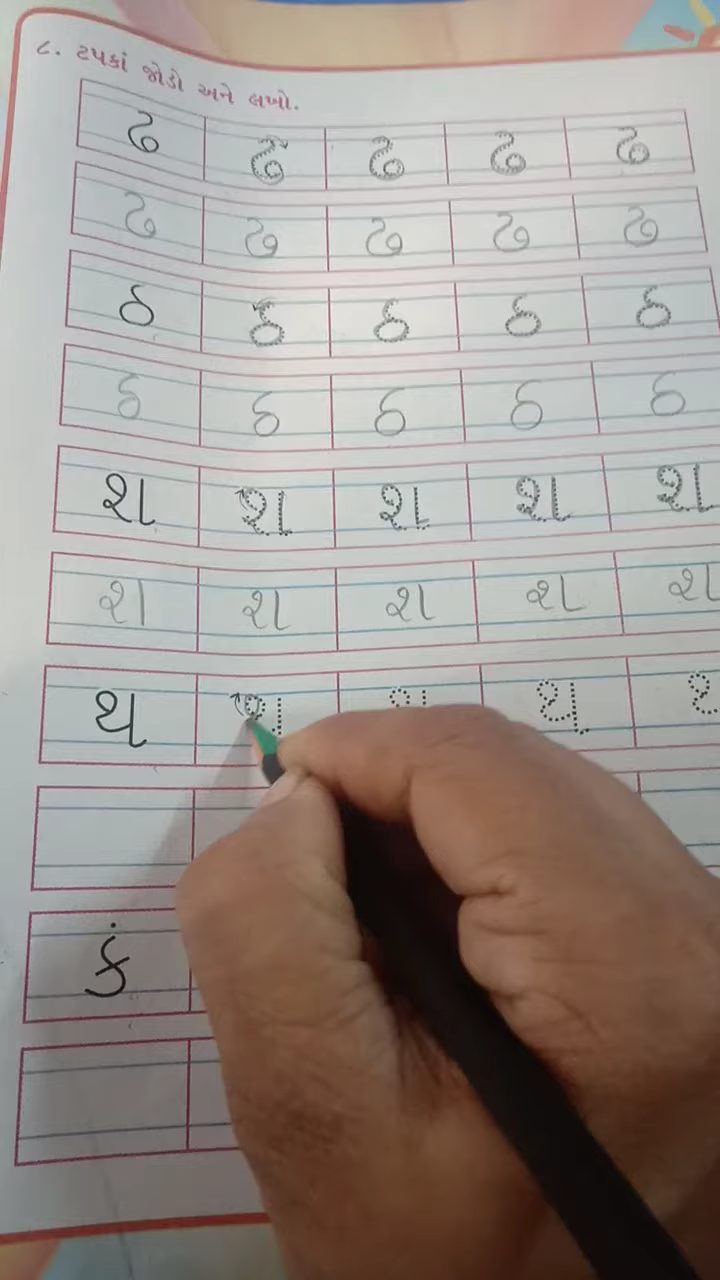 ૮. ટપકાં જોડો અને લખો.
ઢ ઢ ઢ ઢ ઢ
ઢ ઢ ઢ ઢ ઢ
ઠ ઠ ઠ ઠ ઠ
ઠ ઠ ઠ ઠ ઠ
શ શ શ શ શ
શ શ શ શ શ
થ થ થ થ
કં